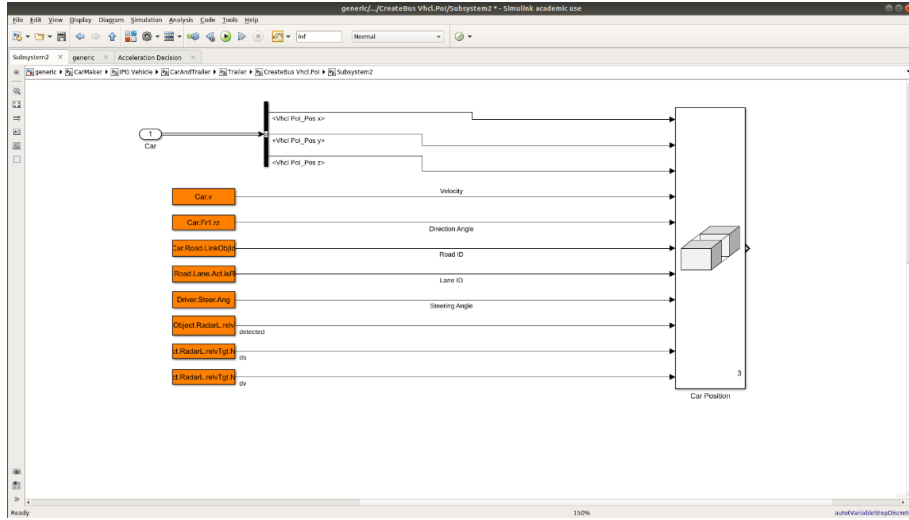 generic/.../CreateBus Vhcl.PoI/Subsystem2 * - Simulink academic use
File Edit View Display Diagram Simulation Analysis Code Tools Help
inf Normal
Subsystem2 × generic × Acceleration Decision ×
generic CarMaker IPG Vehicle CarAndTrailer Trailer CreateBus Vhcl.PoI Subsystem2
<Vhcl PoI_Pos x>
1
<Vhcl PoI_Pos y>
Car
<Vhcl PoI_Pos z>
Car.v
Velocity
Car.Fr1.rz
Direction Angle
Car.Road.LinkObjId
Road ID
Road.Lane.Act.isR
Lane ID
Driver.Steer.Ang
Steering Angle
Object.RadarL.relv
detected
ct.RadarL.relvTgt.N
ds
ct.RadarL.relvTgt.N
dv
3
Car Position
Ready 150% auto(VariableStepDiscret